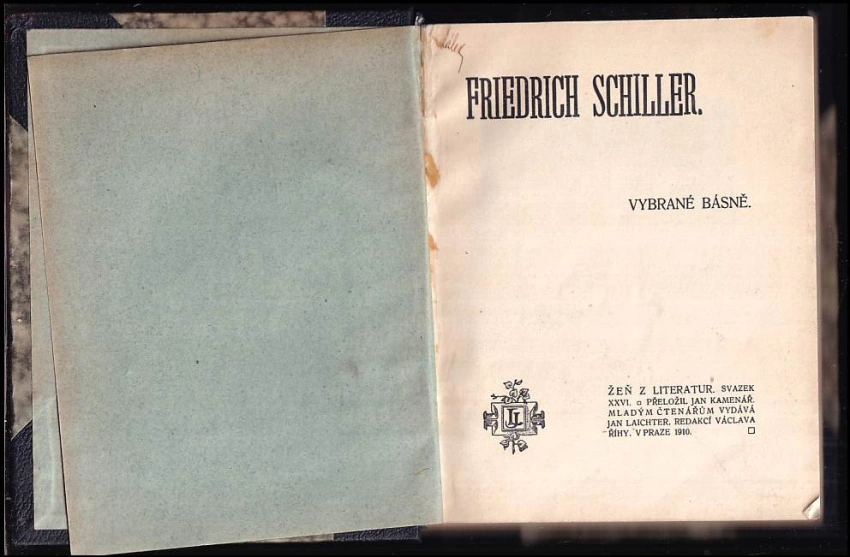 FRIEDRICH SCHILLER.
VYBRANÉ BÁSNĚ.
ŽEŇ Z LITERATUR, SVAZEK
XXVI. □ PŘELOŽIL JAN KAMENÁŘ.
MLADÝM ČTENÁŘŮM VYDÁVÁ
JAN LAICHTER, REDAKCÍ VÁCLAVA
ŘÍHY. V PRAZE 1910. □